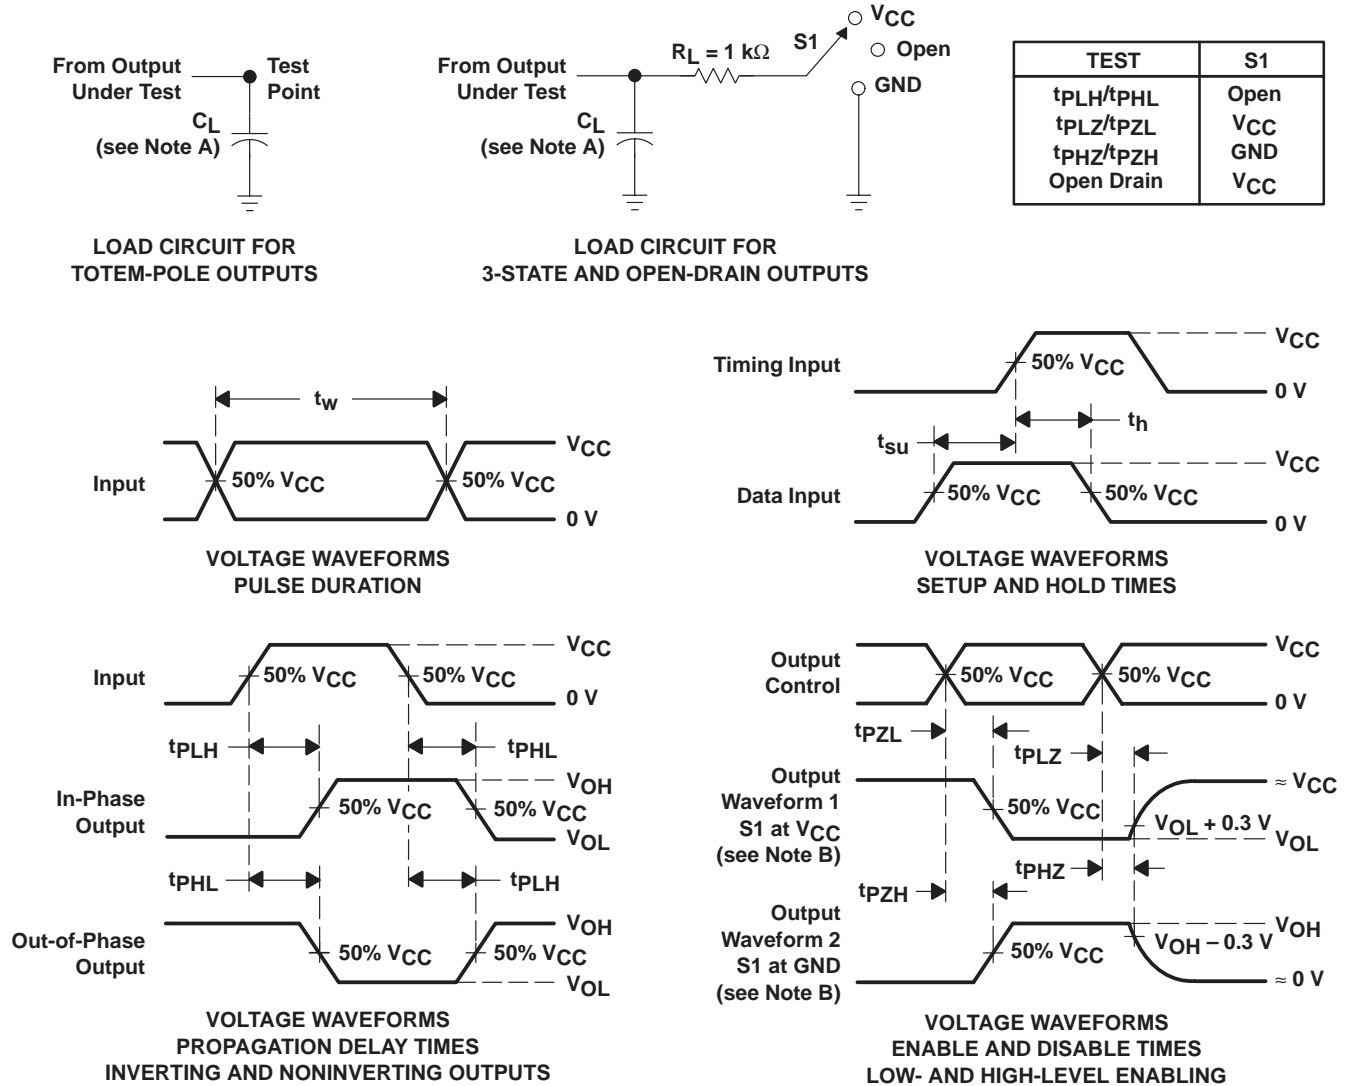 From Output
Under Test
Test
Point
CL
(see Note A)
LOAD CIRCUIT FOR
TOTEM-POLE OUTPUTS
From Output
Under Test
RL = 1 kΩ
S1
VCC
Open
GND
CL
(see Note A)
LOAD CIRCUIT FOR
3-STATE AND OPEN-DRAIN OUTPUTS
TEST S1
tPLH/tPHL Open
tPLZ/tPZL VCC
tPHZ/tPZH GND
Open Drain VCC
tw
Input
50% VCC
50% VCC
VCC
0 V
VOLTAGE WAVEFORMS
PULSE DURATION
Timing Input
50% VCC
VCC
0 V
th
tsu
Data Input
50% VCC
50% VCC
VCC
0 V
VOLTAGE WAVEFORMS
SETUP AND HOLD TIMES
Input
50% VCC
50% VCC
VCC
0 V
tPLH
tPHL
In-Phase
Output
50% VCC
50% VCC
VOH
VOL
tPHL
tPLH
Out-of-Phase
Output
50% VCC
50% VCC
VOH
VOL
VOLTAGE WAVEFORMS
PROPAGATION DELAY TIMES
INVERTING AND NONINVERTING OUTPUTS
Output
Control
50% VCC
50% VCC
VCC
0 V
tPZL
tPLZ
Output
Waveform 1
S1 at VCC
(see Note B)
50% VCC
VOL + 0.3 V
≈ VCC
VOL
tPHZ
tPZH
Output
Waveform 2
S1 at GND
(see Note B)
50% VCC
VOH − 0.3 V
VOH
≈ 0 V
VOLTAGE WAVEFORMS
ENABLE AND DISABLE TIMES
LOW- AND HIGH-LEVEL ENABLING